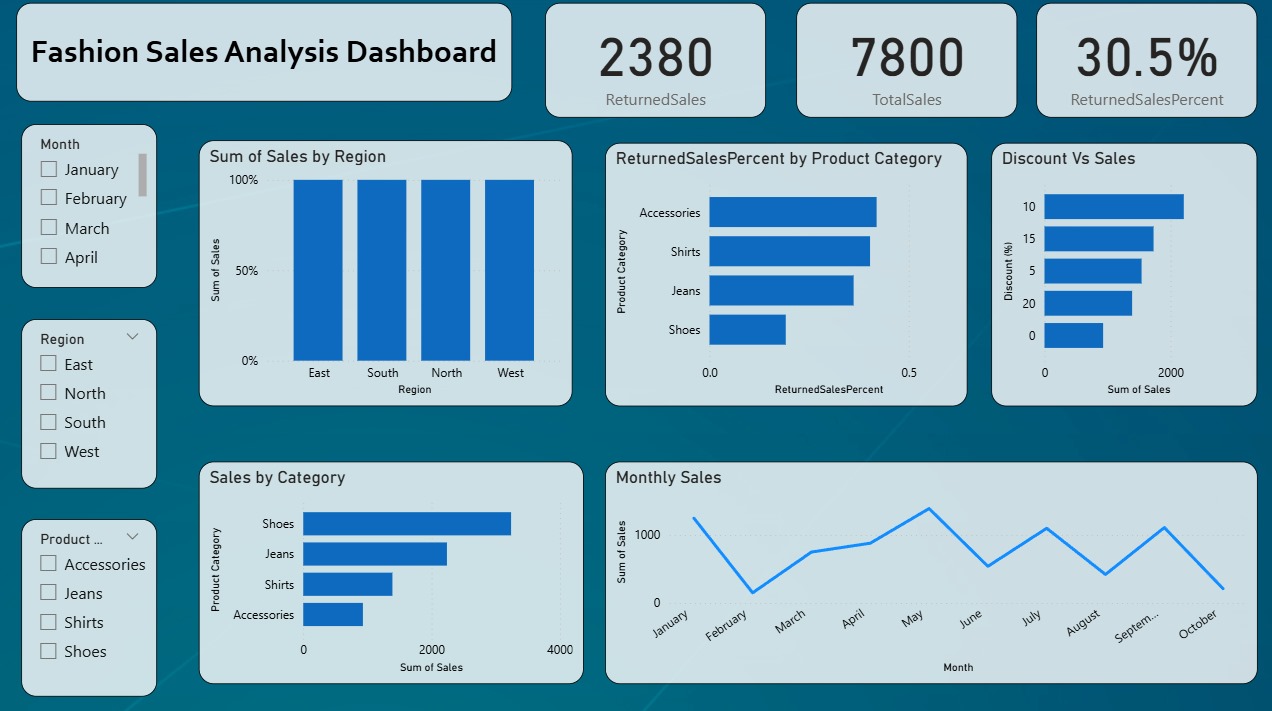 Fashion Sales Analysis Dashboard
2380
ReturnedSales
7800
TotalSales
30.5%
ReturnedSalesPercent
Month
January
February
March
April
Region
East
North
South
West
Product ...
Accessories
Jeans
Shirts
Shoes
Sum of Sales by Region
Sum of Sales
100%
50%
0%
East South North West
Region
ReturnedSalesPercent by Product Category
Product Category
Accessories
Shirts
Jeans
Shoes
0.0 0.5
ReturnedSalesPercent
Discount Vs Sales
Discount (%)
10
15
5
20
0
0 2000
Sum of Sales
Sales by Category
Product Category
Shoes
Jeans
Shirts
Accessories
0 2000 4000
Sum of Sales
Monthly Sales
Sum of Sales
1000
0
January February March April May June July August Septem... October
Month